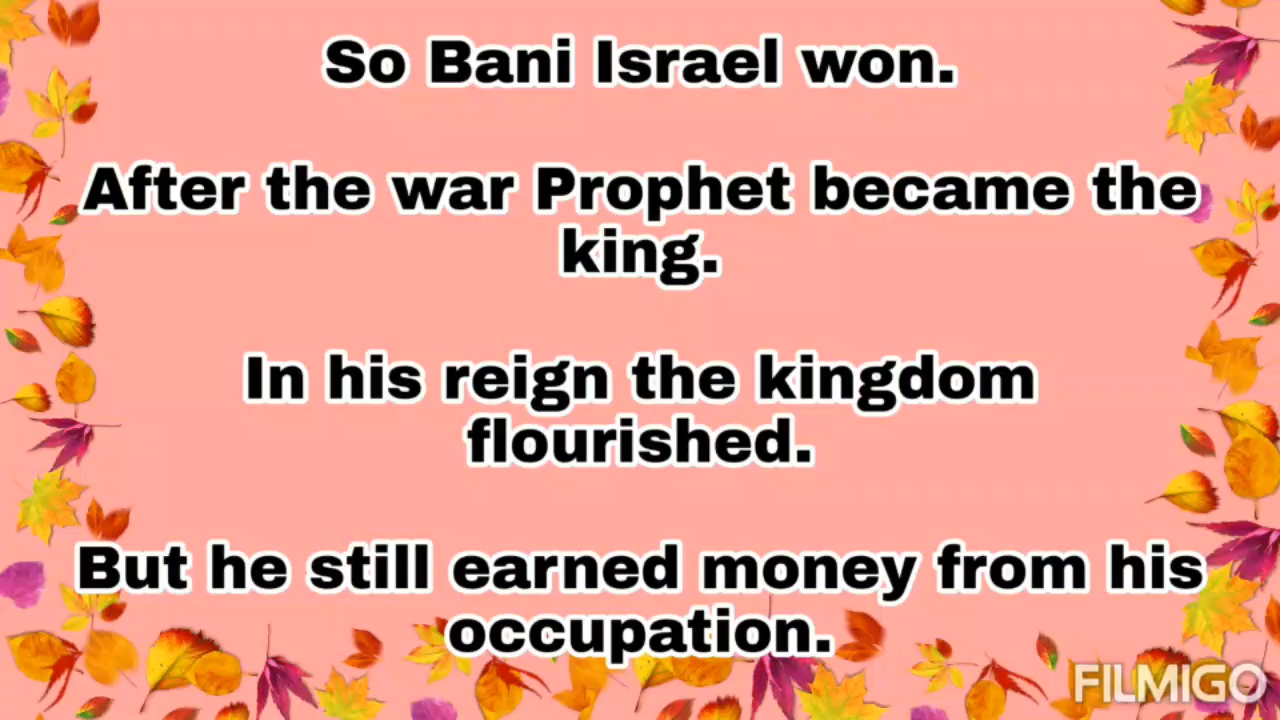 So Bani Israel won.
After the war Prophet became the
king.
In his reign the kingdom
flourished.
But he still earned money from his
occupation.
FILMIGO